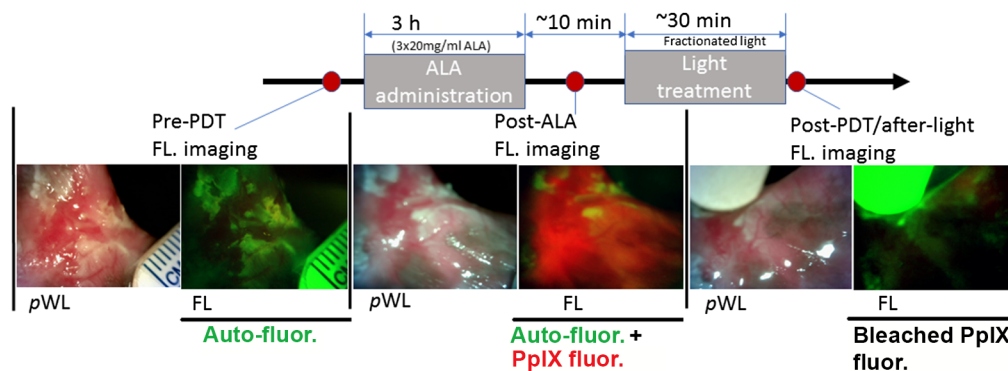 3 h
~10 min
~30 min
(3x20mg/ml ALA)
Fractionated light
ALA
administration
Light
treatment
Pre-PDT
FL. imaging
Post-ALA
FL. imaging
Post-PDT/after-light
FL. imaging
CM
CM
pWL
FL
pWL
FL
pWL
FL
Auto-fluor.
Auto-fluor. +
PpIX fluor.
Bleached PpIX
fluor.